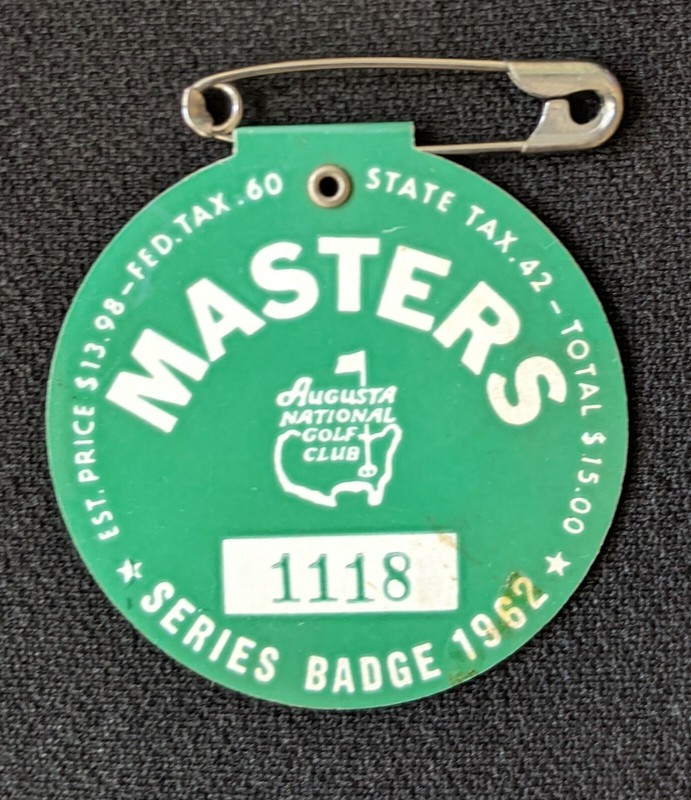 EST. PRICE $13.98-FED.TAX.60 STATE TAX.42-TOTAL $15.00
MASTERS
AUGUSTA
NATIONAL
GOLF
CLUB
1118
SERIES BADGE 1962